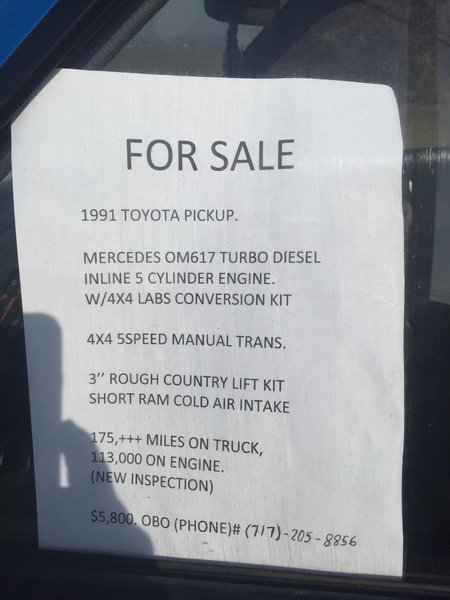 FOR SALE
1991 TOYOTA PICKUP.
MERCEDES OM617 TURBO DIESEL
INLINE 5 CYLINDER ENGINE.
W/4X4 LABS CONVERSION KIT
4X4 5SPEED MANUAL TRANS.
3’’ ROUGH COUNTRY LIFT KIT
SHORT RAM COLD AIR INTAKE
175,+++ MILES ON TRUCK,
113,000 ON ENGINE.
(NEW INSPECTION)
$5,800. OBO (PHONE)# (717)-205-8856